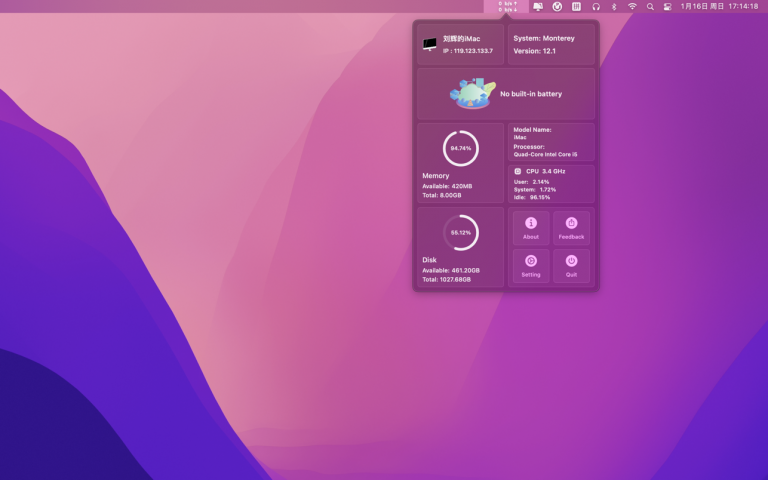 0 b/s ↑
0 b/s ↓
1月16日 周日 17:14:18
刘辉的iMac
IP : 119.123.133.7
System: Monterey
Version: 12.1
No built-in battery
94.74%
Memory
Available: 420MB
Total: 8.00GB
Model Name:
iMac
Processor:
Quad-Core Intel Core i5
CPU 3.4 GHz
User: 2.14%
System: 1.72%
Idle: 96.15%
55.12%
Disk
Available: 461.20GB
Total: 1027.68GB
About
Feedback
Setting
Quit